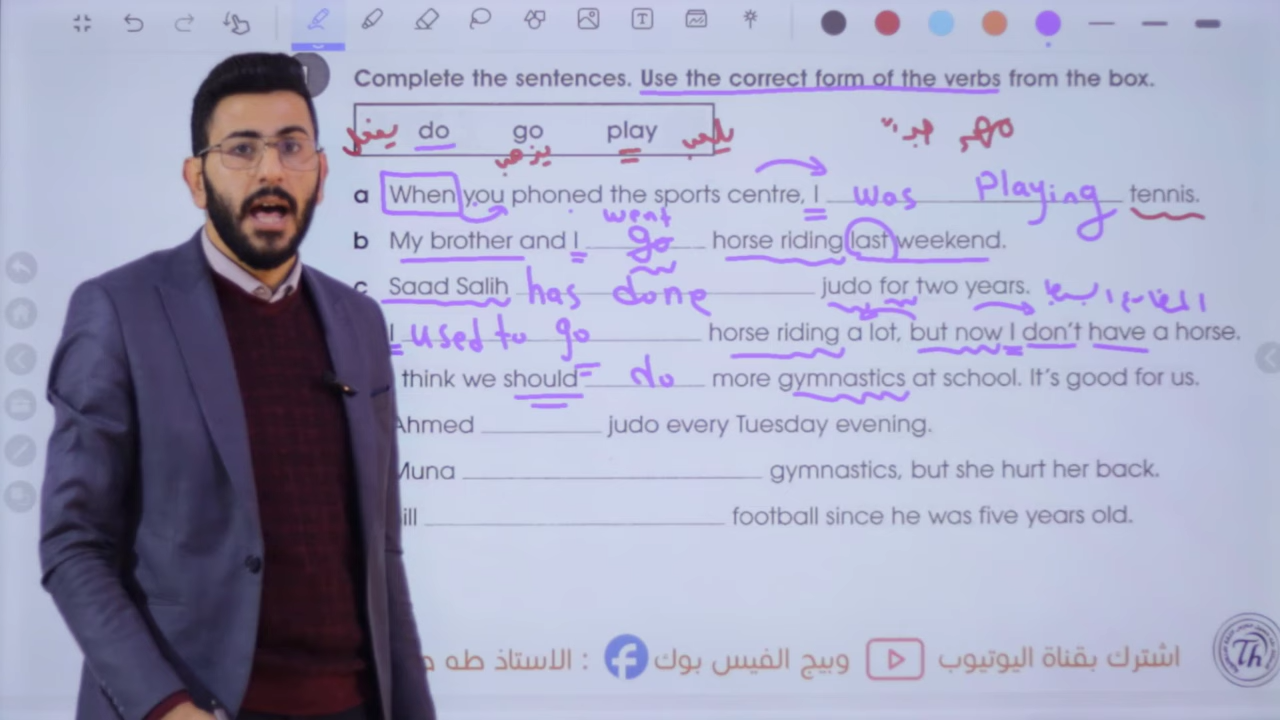 Complete the sentences. Use the correct form of the verbs from the box.
do go play
يفعل يذهب يلعب
a When you phoned the sports centre, I was playing tennis.
went
b My brother and I go horse riding last weekend.
c Saad Salih has done judo for two years.
I used to go horse riding a lot, but now I don't have a horse.
think we should do more gymnastics at school. It's good for us.
Ahmed judo every Tuesday evening.
Muna gymnastics, but she hurt her back.
ill football since he was five years old.
اشترك بقناة اليوتيوب وبيج الفيس بوك : الاستاذ طه
Th